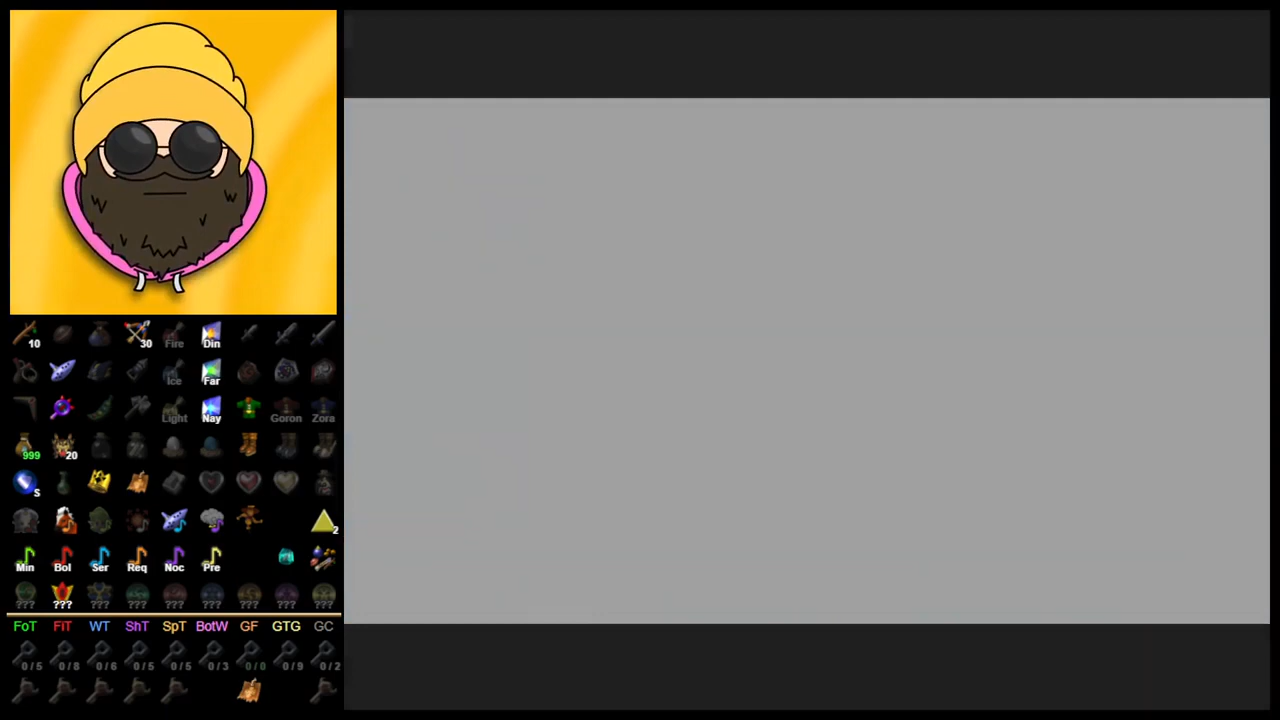 10 30 Fire Din
Ice Far
Light Nay Goron Zora
999 20
S
2
Min Bol Ser Req Noc Pre
??? ??? ??? ??? ??? ??? ??? ??? ???
FoT FiT WT ShT SpT BotW GF GTG GC
0/5 0/8 0/6 0/5 0/5 0/3 0/0 0/9 0/2